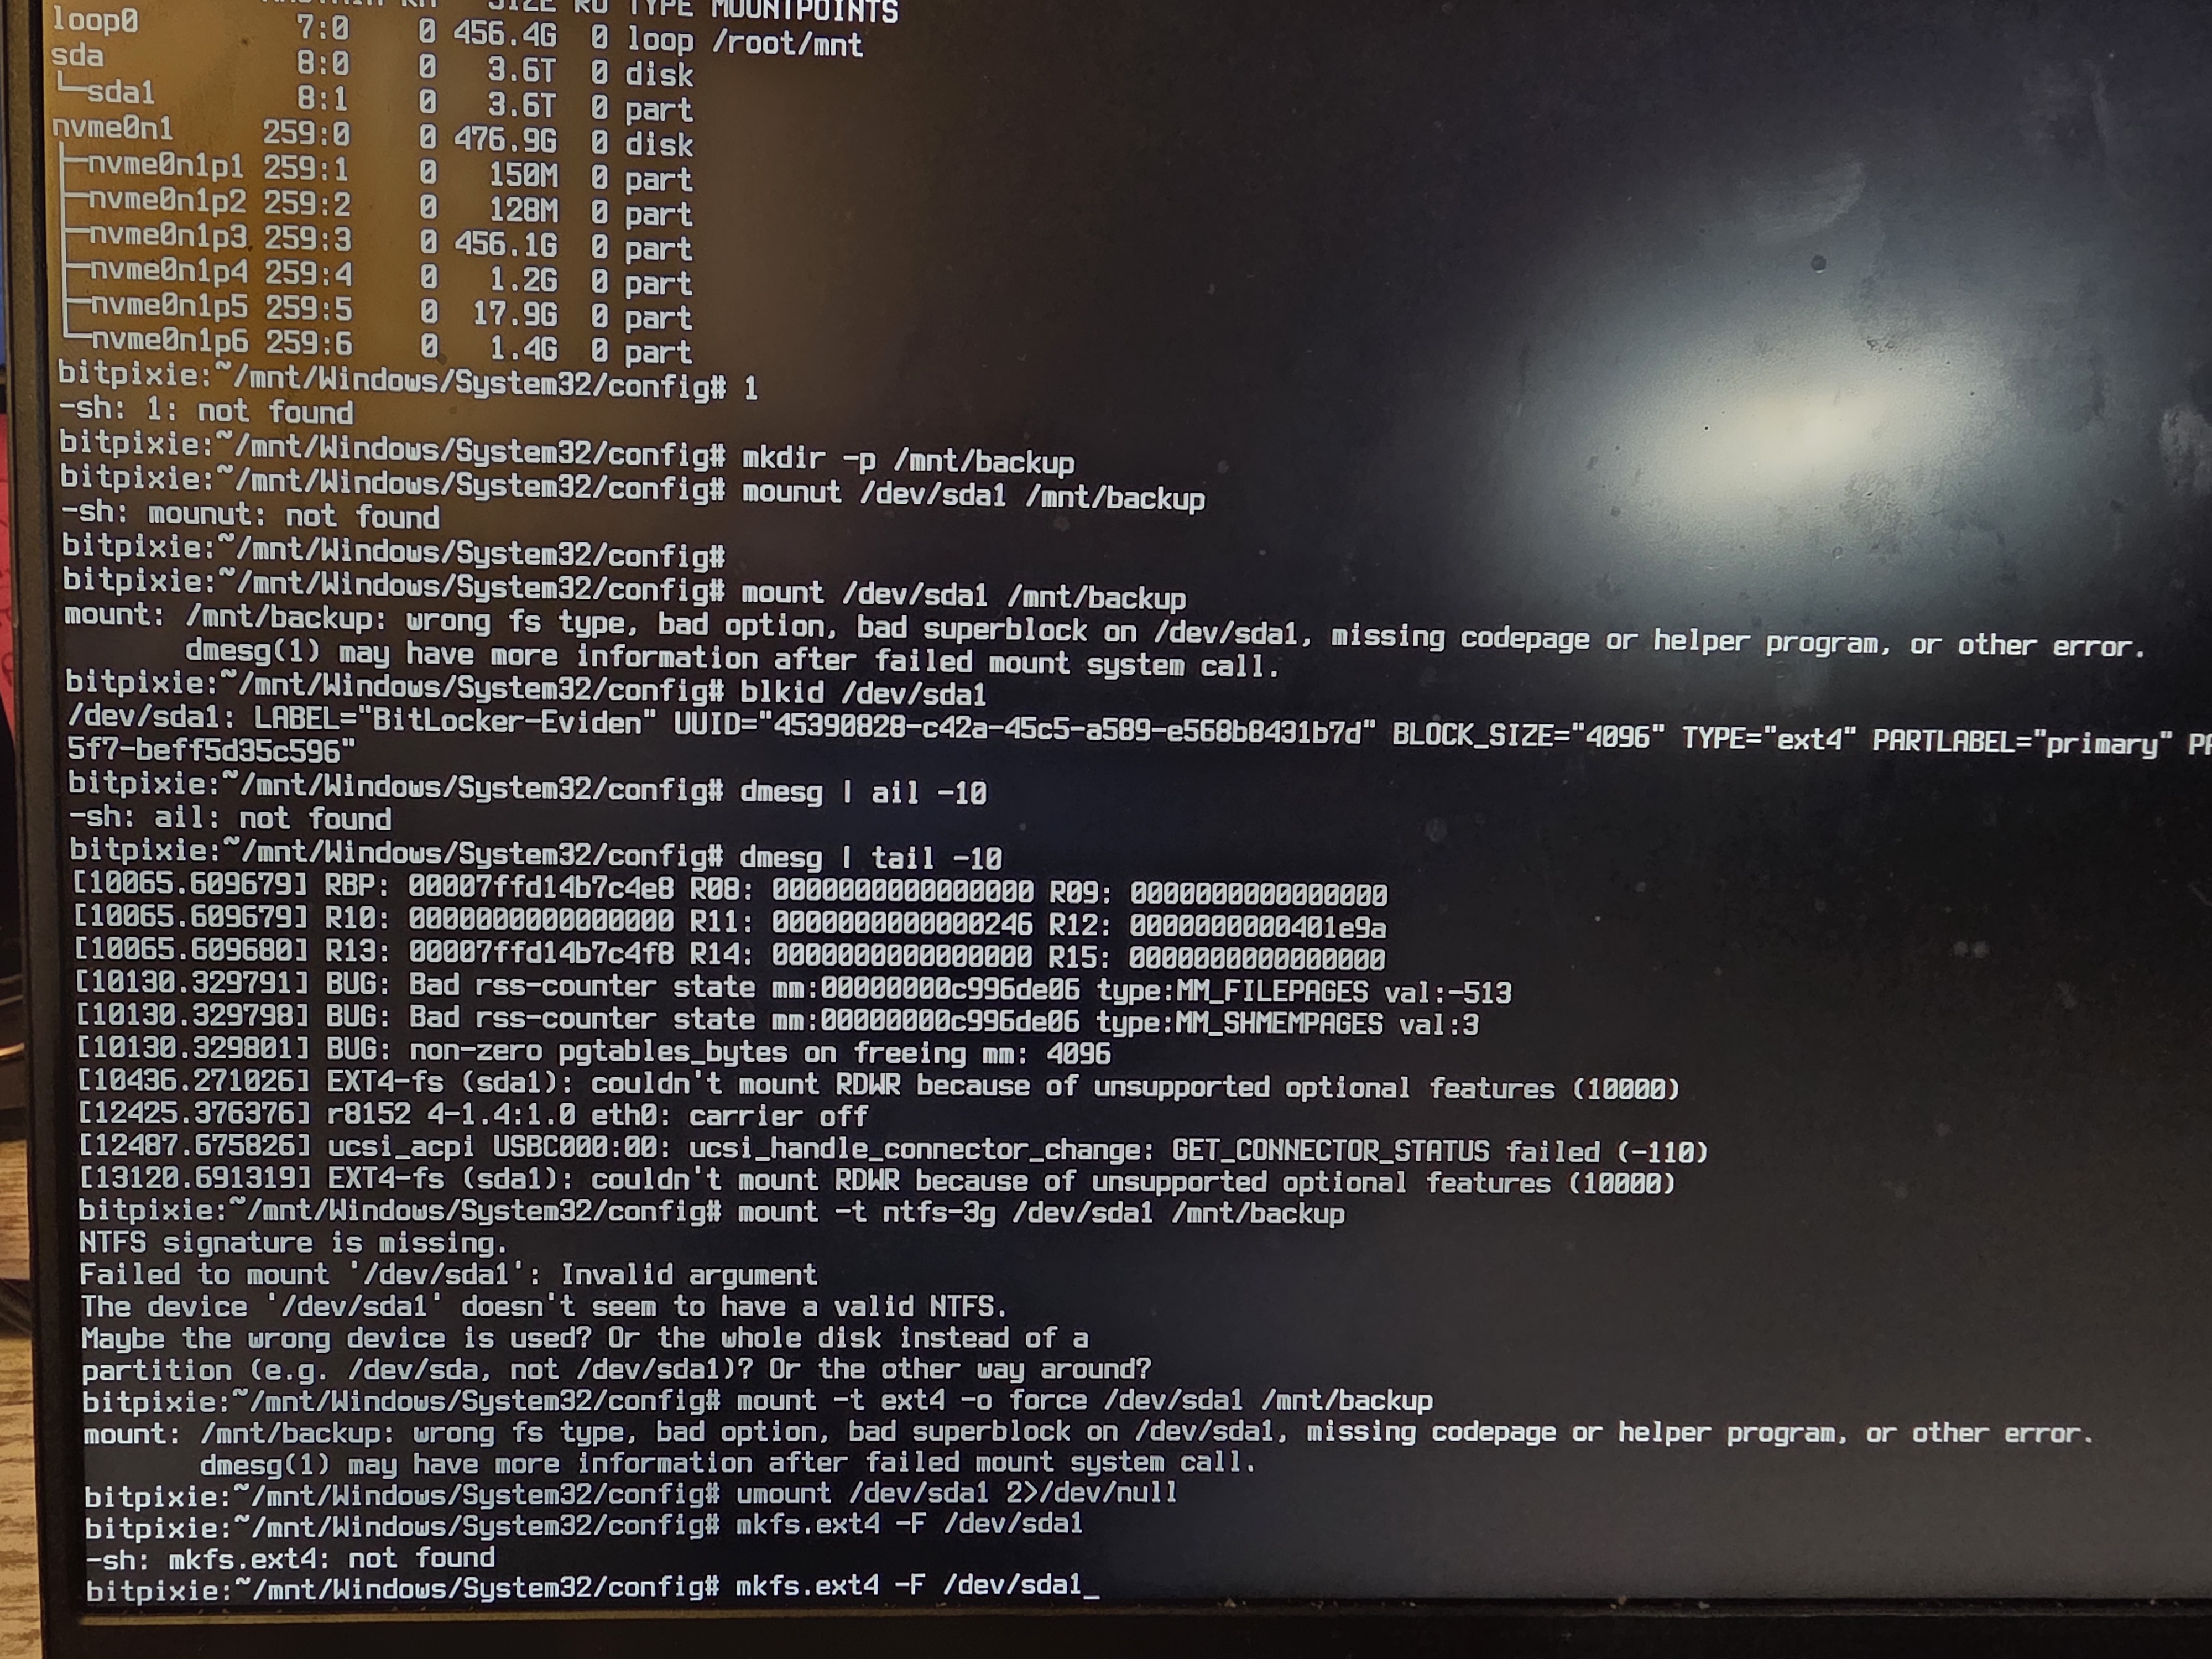 SIZE RO TYPE MOUNTPOINTS
loop0 7:0 0 456.4G 0 loop /root/mnt
sda 8:0 0 3.6T 0 disk
└─sda1 8:1 0 3.6T 0 part
nvme0n1 259:0 0 476.9G 0 disk
├─nvme0n1p1 259:1 0 150M 0 part
├─nvme0n1p2 259:2 0 128M 0 part
├─nvme0n1p3 259:3 0 456.1G 0 part
├─nvme0n1p4 259:4 0 1.2G 0 part
├─nvme0n1p5 259:5 0 17.9G 0 part
└─nvme0n1p6 259:6 0 1.4G 0 part
bitpixie:~/mnt/Windows/System32/config# 1
-sh: 1: not found
bitpixie:~/mnt/Windows/System32/config# mkdir -p /mnt/backup
bitpixie:~/mnt/Windows/System32/config# mounut /dev/sda1 /mnt/backup
-sh: mounut: not found
bitpixie:~/mnt/Windows/System32/config#
bitpixie:~/mnt/Windows/System32/config# mount /dev/sda1 /mnt/backup
mount: /mnt/backup: wrong fs type, bad option, bad superblock on /dev/sda1, missing codepage or helper program, or other error.
dmesg(1) may have more information after failed mount system call.
bitpixie:~/mnt/Windows/System32/config# blkid /dev/sda1
/dev/sda1: LABEL="BitLocker-Eviden" UUID="45390828-c42a-45c5-a589-e568b8431b7d" BLOCK_SIZE="4096" TYPE="ext4" PARTLABEL="primary"
5f7-beff5d35c596"
bitpixie:~/mnt/Windows/System32/config# dmesg | ail -10
-sh: ail: not found
bitpixie:~/mnt/Windows/System32/config# dmesg | tail -10
[10065.609679] RBP: 00007ffd14b7c4e8 R08: 0000000000000000 R09: 0000000000000000
[10065.609679] R10: 0000000000000000 R11: 0000000000000246 R12: 0000000000401e9a
[10065.609680] R13: 00007ffd14b7c4f8 R14: 0000000000000000 R15: 0000000000000000
[10130.329791] BUG: Bad rss-counter state mm:00000000c996de06 type:MM_FILEPAGES val:-513
[10130.329798] BUG: Bad rss-counter state mm:00000000c996de06 type:MM_SHMEMPAGES val:3
[10130.329801] BUG: non-zero pgtables_bytes on freeing mm: 4096
[10436.271026] EXT4-fs (sda1): couldn't mount RDWR because of unsupported optional features (10000)
[12425.376376] r8152 4-1.4:1.0 eth0: carrier off
[12487.675826] ucsi_acpi USBC000:00: ucsi_handle_connector_change: GET_CONNECTOR_STATUS failed (-110)
[13120.691319] EXT4-fs (sda1): couldn't mount RDWR because of unsupported optional features (10000)
bitpixie:~/mnt/Windows/System32/config# mount -t ntfs-3g /dev/sda1 /mnt/backup
NTFS signature is missing.
Failed to mount '/dev/sda1': Invalid argument
The device '/dev/sda1' doesn't seem to have a valid NTFS.
Maybe the wrong device is used? Or the whole disk instead of a
partition (e.g. /dev/sda, not /dev/sda1)? Or the other way around?
bitpixie:~/mnt/Windows/System32/config# mount -t ext4 -o force /dev/sda1 /mnt/backup
mount: /mnt/backup: wrong fs type, bad option, bad superblock on /dev/sda1, missing codepage or helper program, or other error.
dmesg(1) may have more information after failed mount system call.
bitpixie:~/mnt/Windows/System32/config# umount /dev/sda1 2>/dev/null
bitpixie:~/mnt/Windows/System32/config# mkfs.ext4 -F /dev/sda1
-sh: mkfs.ext4: not found
bitpixie:~/mnt/Windows/System32/config# mkfs.ext4 -F /dev/sda1_